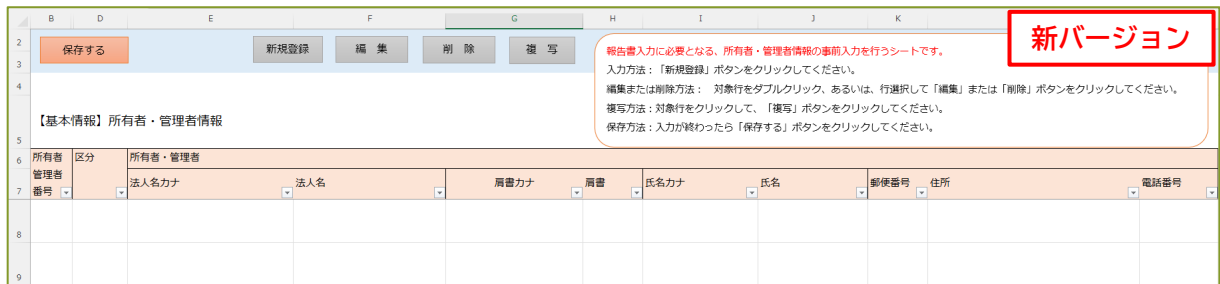 B D E F G H I J K
新バージョン
2
保存する 新規登録 編 集 削 除 複 写
報告書入力に必要となる、所有者・管理者情報の事前入力を行うシートです。
3
入力方法：「新規登録」ボタンをクリックしてください。
4
編集または削除方法： 対象行をダブルクリック、あるいは、行選択して「編集」または「削除」ボタンをクリックしてください。
複写方法：対象行をクリックして、「複写」ボタンをクリックしてください。
保存方法：入力が終わったら「保存する」ボタンをクリックしてください。
【基本情報】所有者・管理者情報
5
6 所有者 区分 所有者・管理者
管理者
7 番号 法人名カナ 法人名 肩書カナ 肩書 氏名カナ 氏名 郵便番号 住所 電話番号
8
9